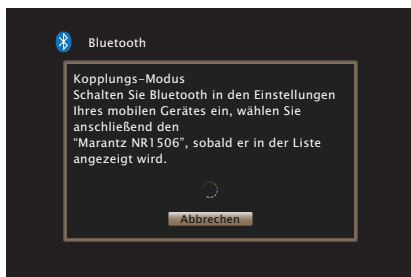 Bluetooth
Kopplungs-Modus
Schalten Sie Bluetooth in den Einstellungen
Ihres mobilen Gerätes ein, wählen Sie
anschließend den
“Marantz NR1506”, sobald er in der Liste
angezeigt wird.
Abbrechen